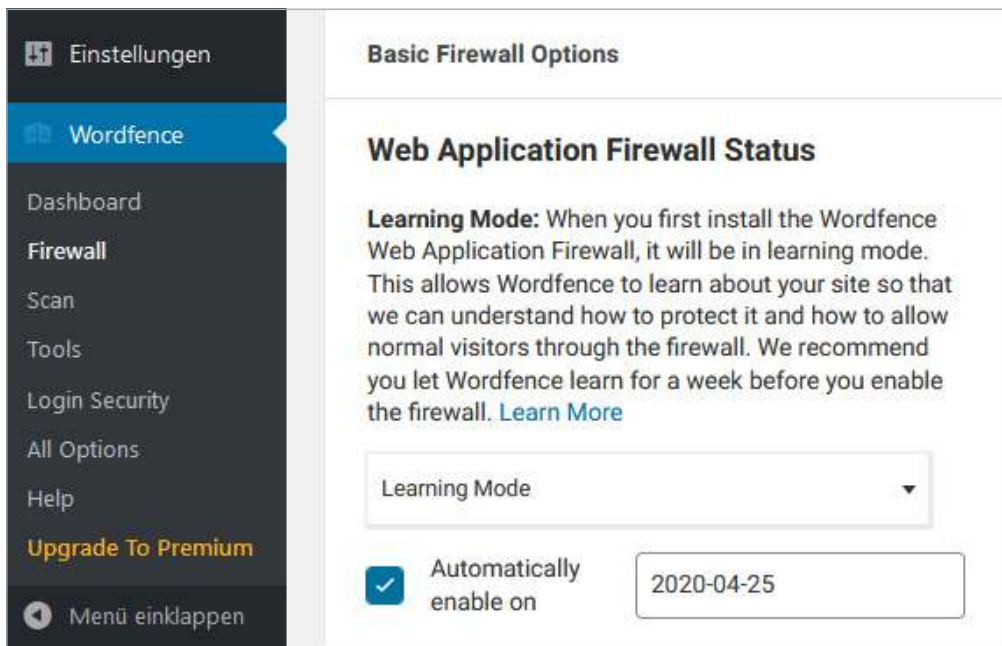 Einstellungen
Wordfence
Dashboard
Firewall
Scan
Tools
Login Security
All Options
Help
Upgrade To Premium
Menü einklappen
Basic Firewall Options
Web Application Firewall Status
Learning Mode: When you first install the Wordfence
Web Application Firewall, it will be in learning mode.
This allows Wordfence to learn about your site so that
we can understand how to protect it and how to allow
normal visitors through the firewall. We recommend
you let Wordfence learn for a week before you enable
the firewall. Learn More
Learning Mode
Automatically
enable on
2020-04-25